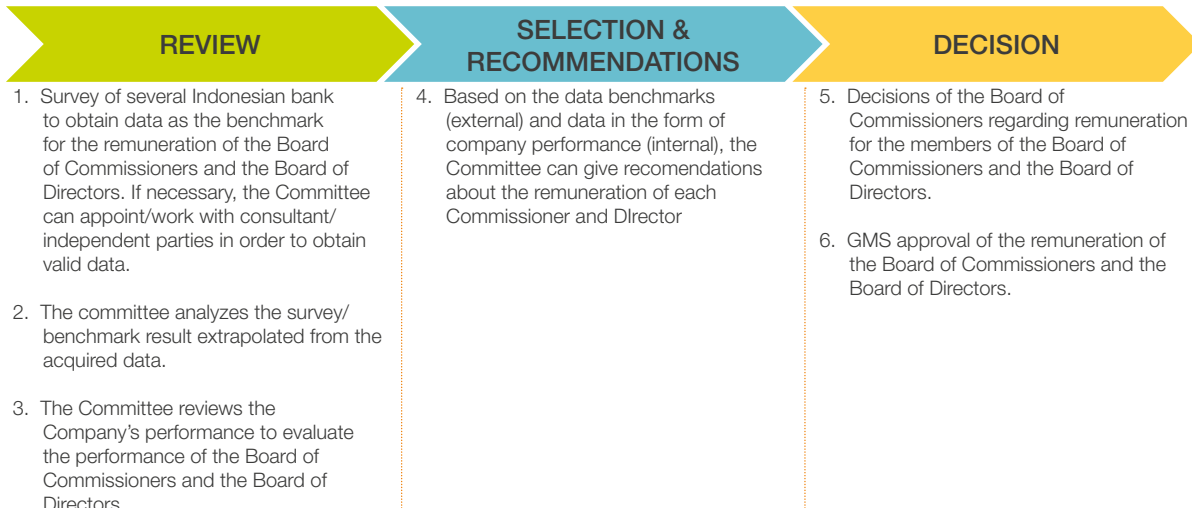 REVIEW
SELECTION &
RECOMMENDATIONS
DECISION
1. Survey of several Indonesian bank
to obtain data as the benchmark
for the remuneration of the Board
of Commissioners and the Board of
Directors. If necessary, the Committee
can appoint/work with consultant/
independent parties in order to obtain
valid data.
2. The committee analyzes the survey/
benchmark result extrapolated from the
acquired data.
3. The Committee reviews the
Company's performance to evaluate
the performance of the Board of
Commissioners and the Board of
Directors
4. Based on the data benchmarks
(external) and data in the form of
company performance (internal), the
Committee can give recomendations
about the remuneration of each
Commissioner and DIrector
5. Decisions of the Board of
Commissioners regarding remuneration
for the members of the Board of
Commissioners and the Board of
Directors.
6. GMS approval of the remuneration of
the Board of Commissioners and the
Board of Directors.